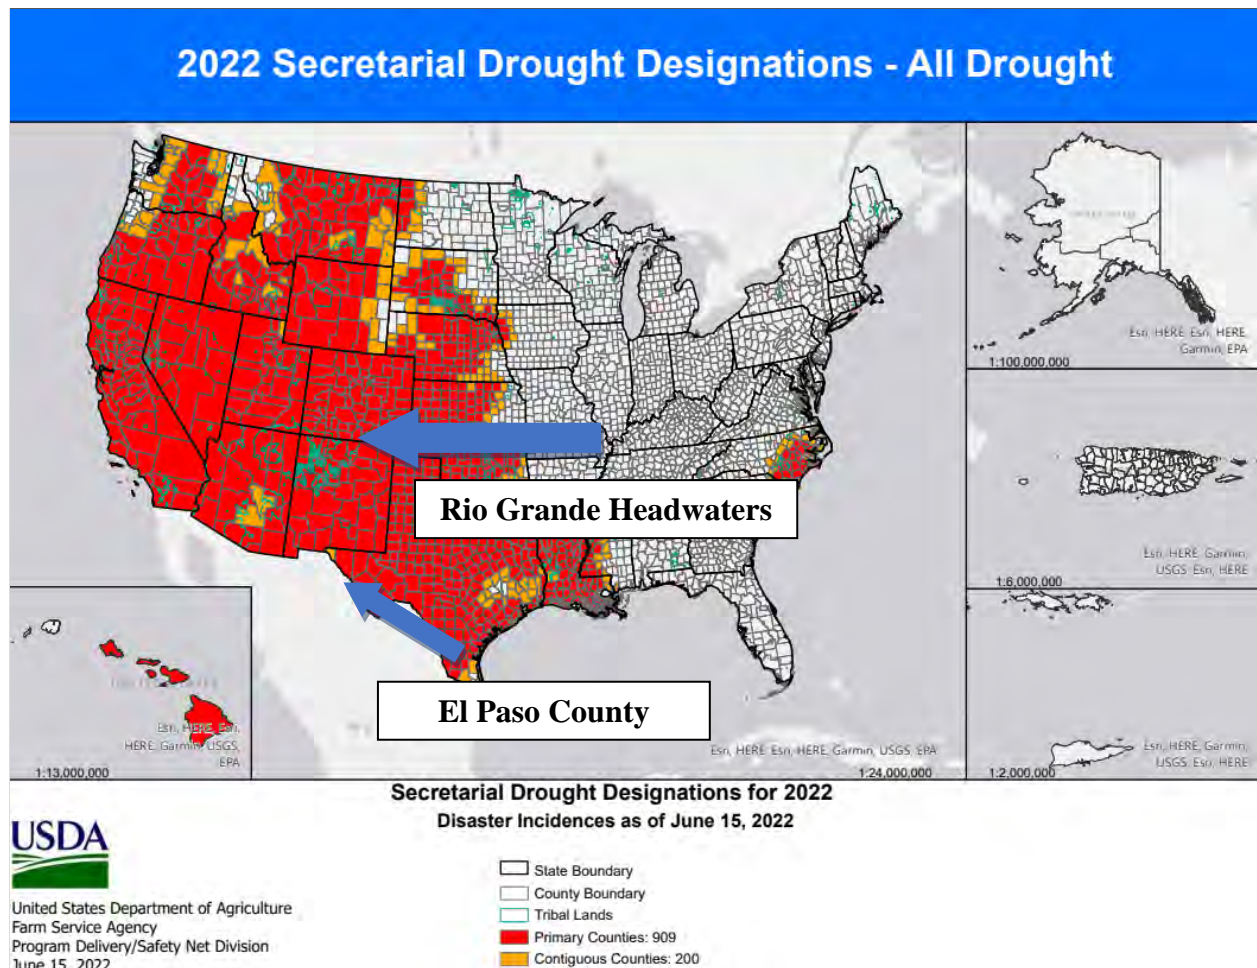 2022 Secretarial Drought Designations - All Drought
Esri, HERE Esri, HERE,
Garmin, EPA
1:100,000,000
Rio Grande Headwaters
Esri, HERE, Garmin,
USGS Esri, HERE
1:6,000,000
El Paso County
Esri, HERE Esri,
HERE, Garmin, USGS,
EPA
1:13,000,000
Esri, HERE Esri, HERE, Garmin, USGS, EPA
1:24,000,000
Esri, HERE, Garmin,
USGS Esri, HERE
1:2,000,000
Secretarial Drought Designations for 2022
Disaster Incidences as of June 15, 2022
USDA
United States Department of Agriculture
Farm Service Agency
Program Delivery/Safety Net Division
June 15, 2022
State Boundary
County Boundary
Tribal Lands
Primary Counties: 909
Contiguous Counties: 200